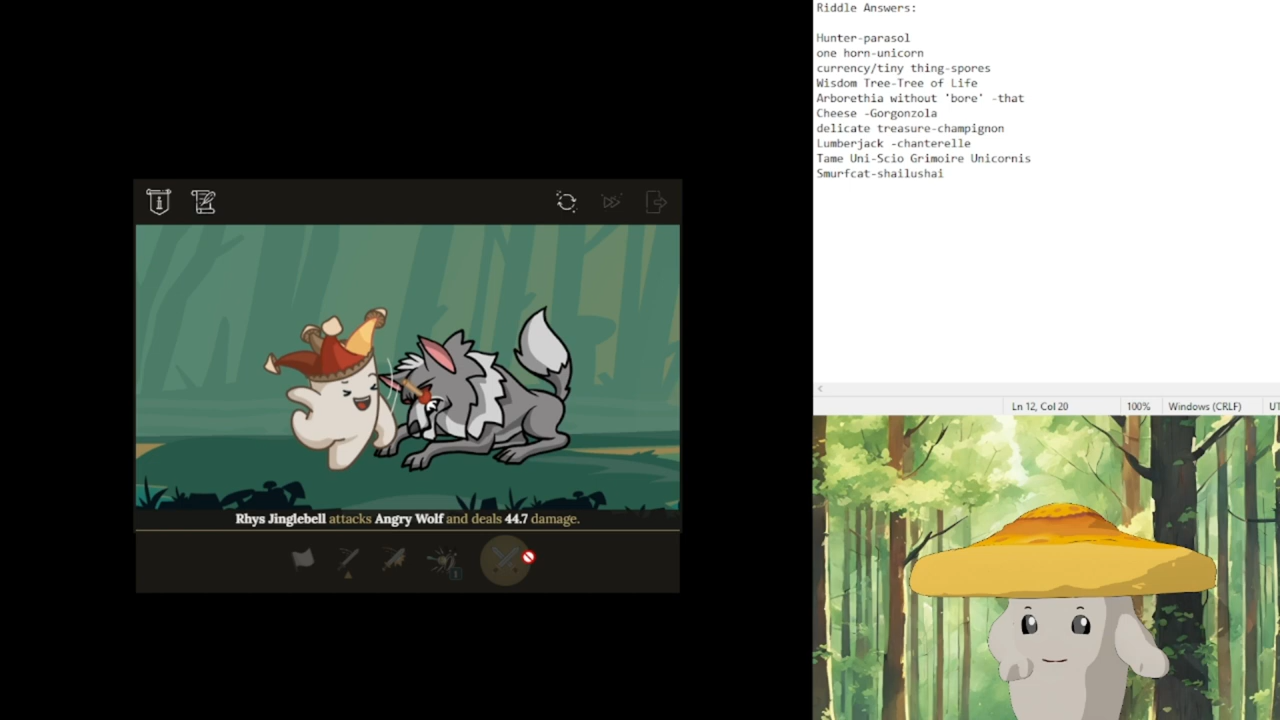 Riddle Answers:
Hunter-parasol
one horn-unicorn
currency/tiny thing-spores
Wisdom Tree-Tree of Life
Arborethia without 'bore' -that
Cheese -Gorgonzola
delicate treasure-champignon
Lumberjack -chanterelle
Tame Uni-Scio Grimoire Unicornis
Smurfcat-shailushai
Rhys Jinglebell attacks Angry Wolf and deals 44.7 damage.
Ln 12, Col 20 100% Windows (CRLF) UT